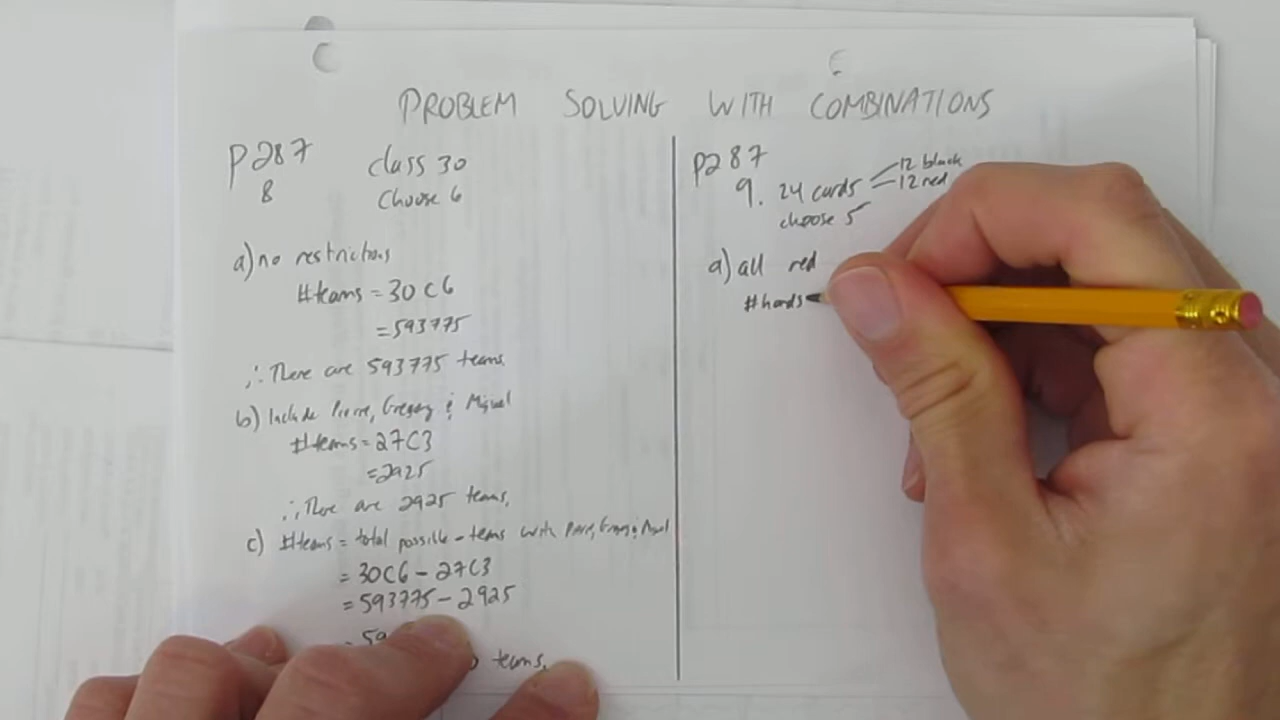 PROBLEM SOLVING WITH COMBINATIONS
P287
8
class 30
Choose 6
a) no restrictions
#teams = 30C6
= 593775
∴ There are 593775 teams.
b) Include Pierre, Gregory & Miguel
#teams = 27C3
= 2925
∴ There are 2925 teams.
c) #teams = total possible - teams with Pierre, Gregory &
= 30C6 - 27C3
= 593775 - 2925
= 59
teams.
P287
9. 24 cards
12 black
12 red
choose 5
a) all red
#hands